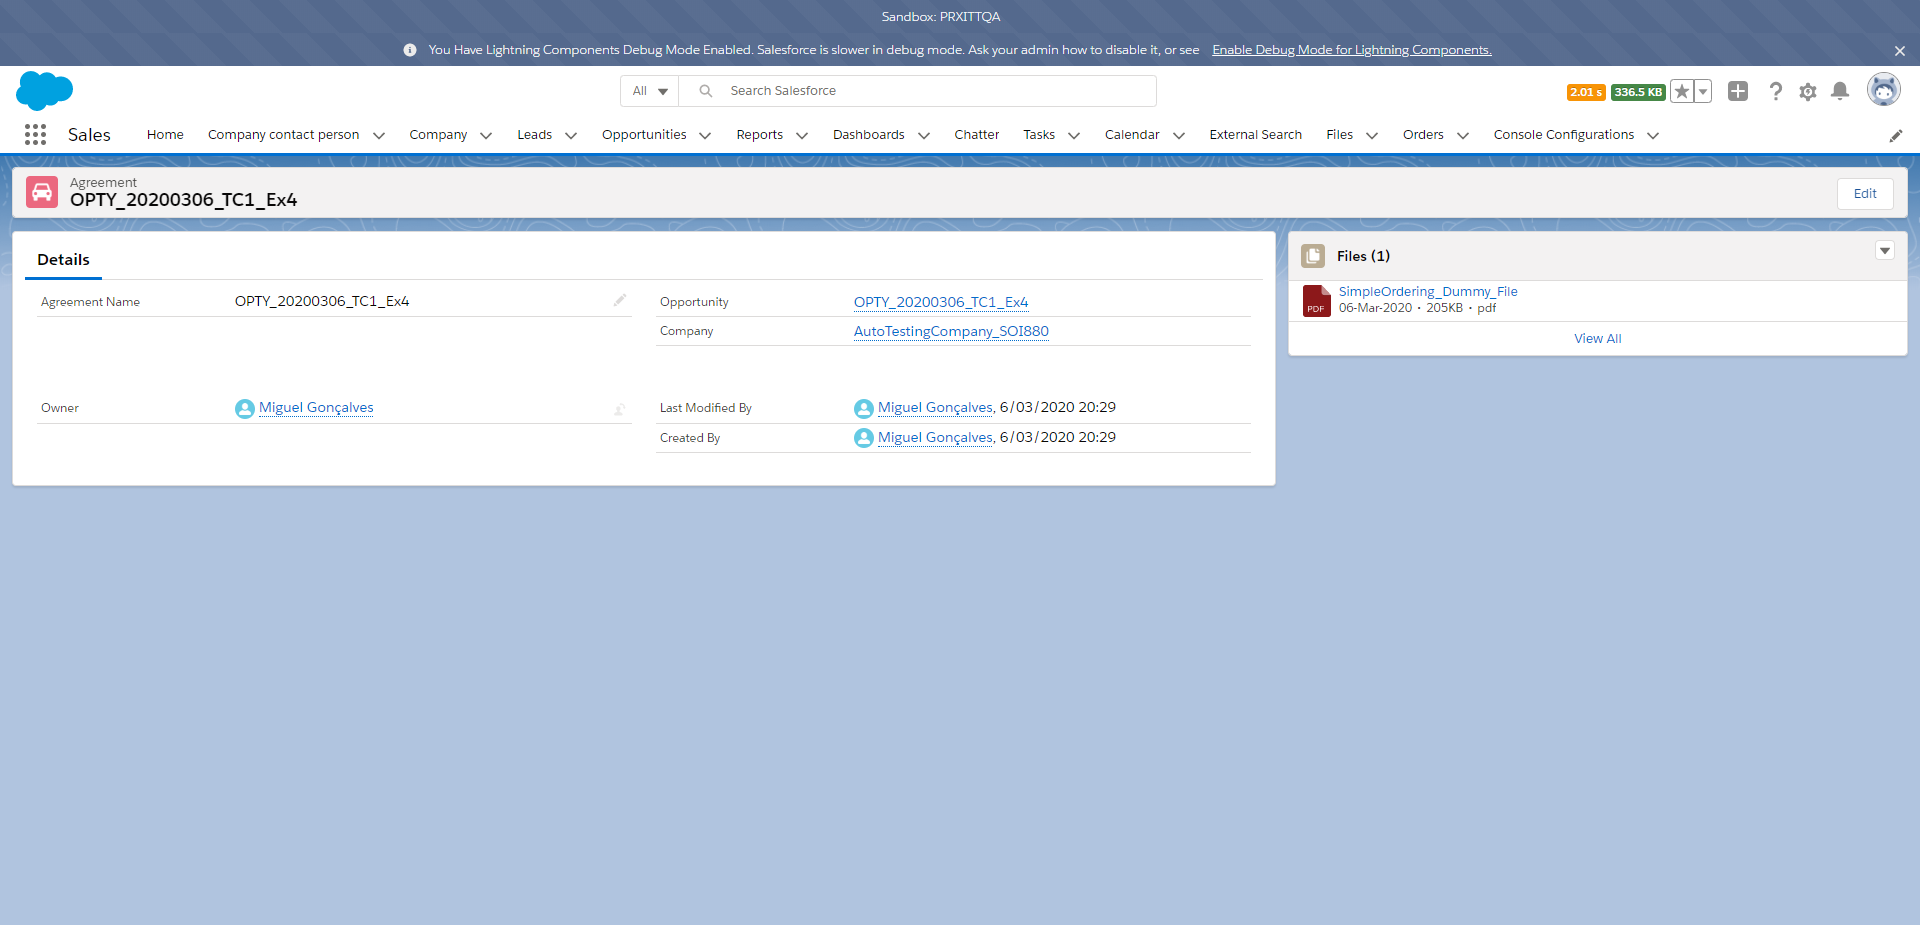 Sandbox: PRXITTQA
You Have Lightning Components Debug Mode Enabled. Salesforce is slower in debug mode. Ask your admin how to disable it, or see Enable Debug Mode for Lightning Components.
All Search Salesforce 2.01 s 336.5 KB
Sales Home Company contact person Company Leads Opportunities Reports Dashboards Chatter Tasks Calendar External Search Files Orders Console Configurations
Agreement
OPTY_20200306_TC1_Ex4
Edit
Details
Agreement Name OPTY_20200306_TC1_Ex4
Opportunity OPTY_20200306_TC1_Ex4
Company AutoTestingCompany_SOI880
Owner Miguel Gonçalves
Last Modified By Miguel Gonçalves, 6/03/2020 20:29
Created By Miguel Gonçalves, 6/03/2020 20:29
Files (1)
PDF
SimpleOrdering_Dummy_File
06-Mar-2020 • 205KB • pdf
View All